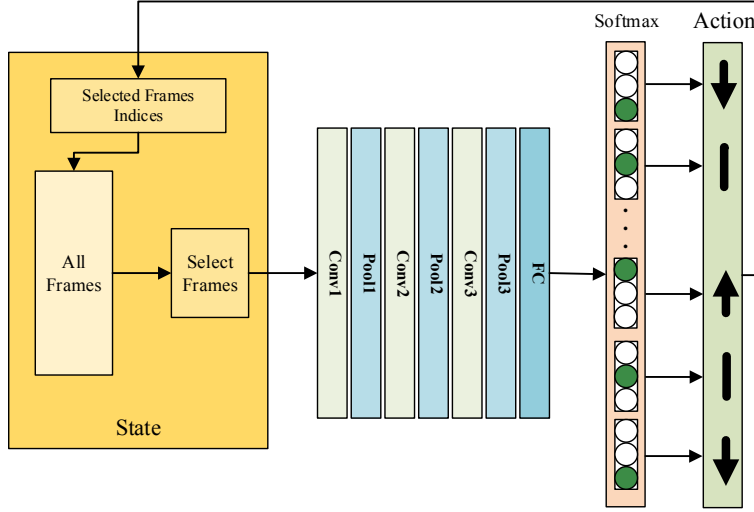 Softmax
Action
Selected Frames
Indices
All
Frames
Select
Frames
State
Conv1
Pool1
Conv2
Pool2
Conv3
Pool3
FC